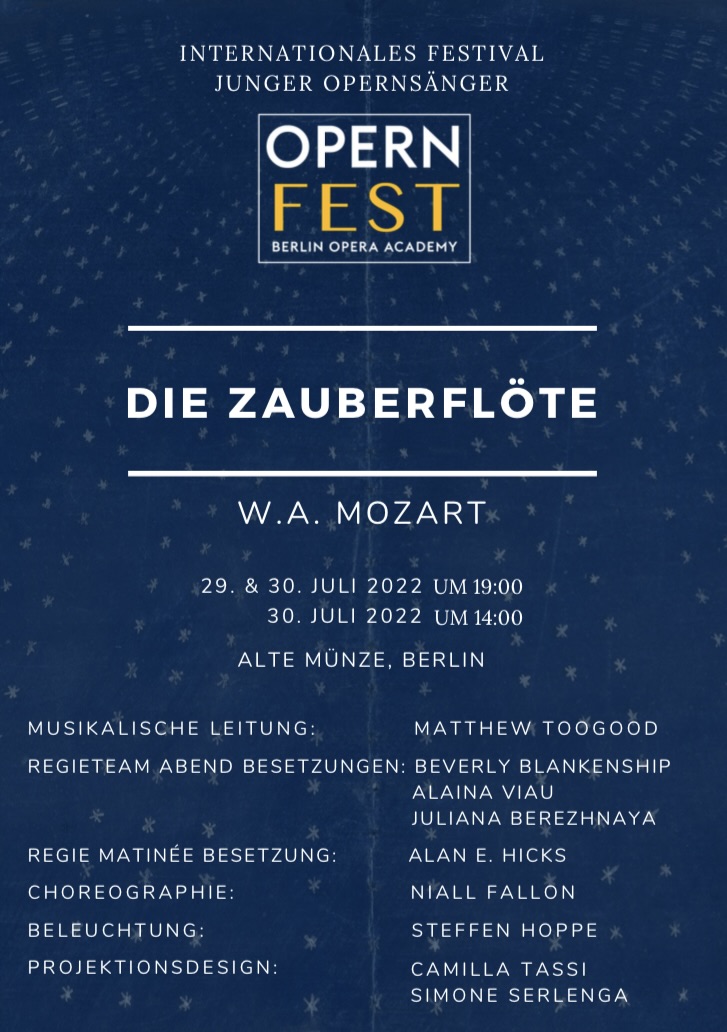 INTERNATIONALES FESTIVAL
JUNGER OPERNSÄNGER
OPERN
FEST
BERLIN OPERA ACADEMY
DIE ZAUBERFLÖTE
W.A. MOZART
29. & 30. JULI 2022 UM 19:00
30. JULI 2022 UM 14:00
ALTE MÜNZE, BERLIN
MUSIKALISCHE LEITUNG: MATTHEW TOOGOOD
REGIETEAM ABEND BESETZUNGEN: BEVERLY BLANKENSHIP
ALAINA VIAU
JULIANA BEREZHNAYA
REGIE MATINÉE BESETZUNG: ALAN E. HICKS
CHOREOGRAPHIE: NIALL FALLON
BELEUCHTUNG: STEFFEN HOPPE
PROJEKTIONSDESIGN: CAMILLA TASSI
SIMONE SERLENGA